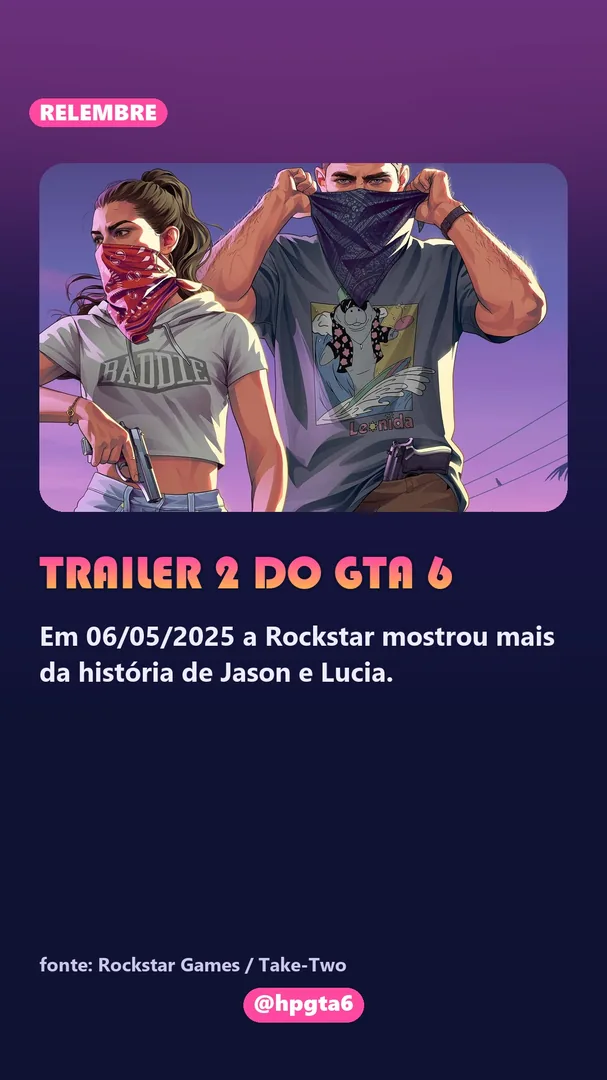 RELEMBRE
BADDIE
Leonida
TRAILER 2 DO GTA 6
Em 06/05/2025 a Rockstar mostrou mais
da história de Jason e Lucia.
fonte: Rockstar Games / Take-Two
@hpgta6